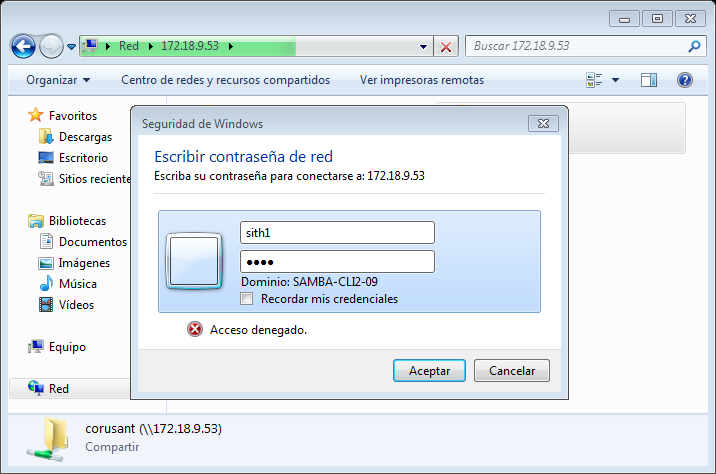 Red ▸ 172.18.9.53 ▸
Buscar 172.18.9.53
Organizar
Centro de redes y recursos compartidos
Ver impresoras remotas
Favoritos
Descargas
Escritorio
Sitios reciente
Bibliotecas
Documentos
Imágenes
Música
Vídeos
Equipo
Red
Seguridad de Windows
Escribir contraseña de red
Escriba su contraseña para conectarse a: 172.18.9.53
sith1
●●●●
Dominio: SAMBA-CLI2-09
Recordar mis credenciales
Acceso denegado.
Aceptar
Cancelar
corusant (\\172.18.9.53)
Compartir